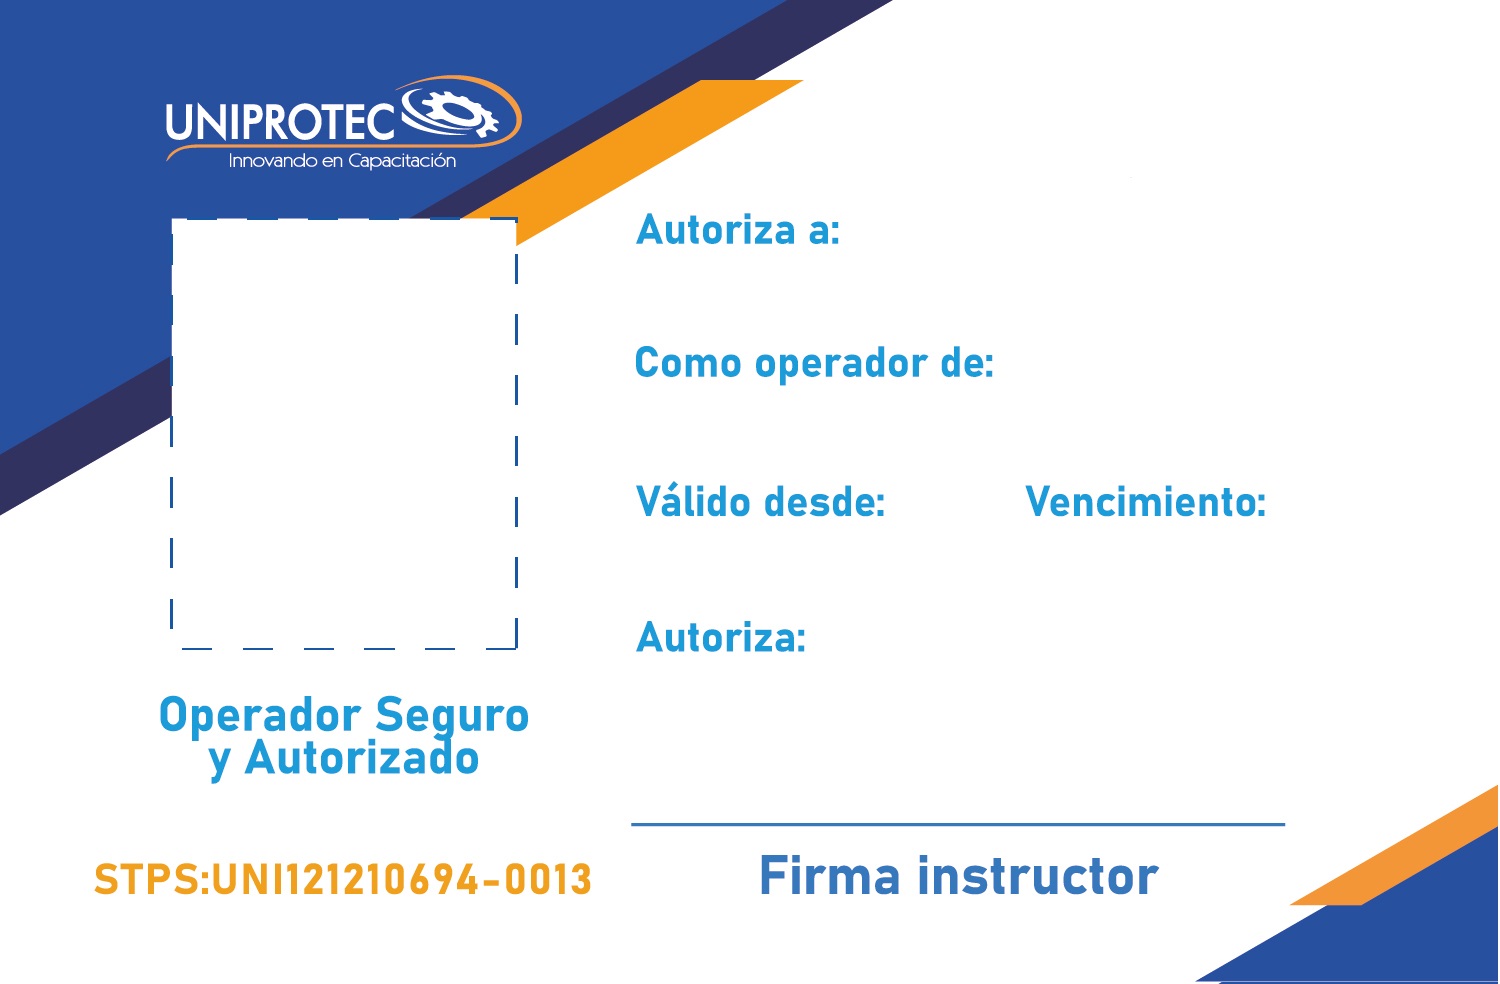 UNIPROTEC
Innovando en Capacitación
Autoriza a:
Como operador de:
Válido desde:
Vencimiento:
Autoriza:
Operador Seguro
y Autorizado
STPS:UNI121210694-0013
Firma instructor